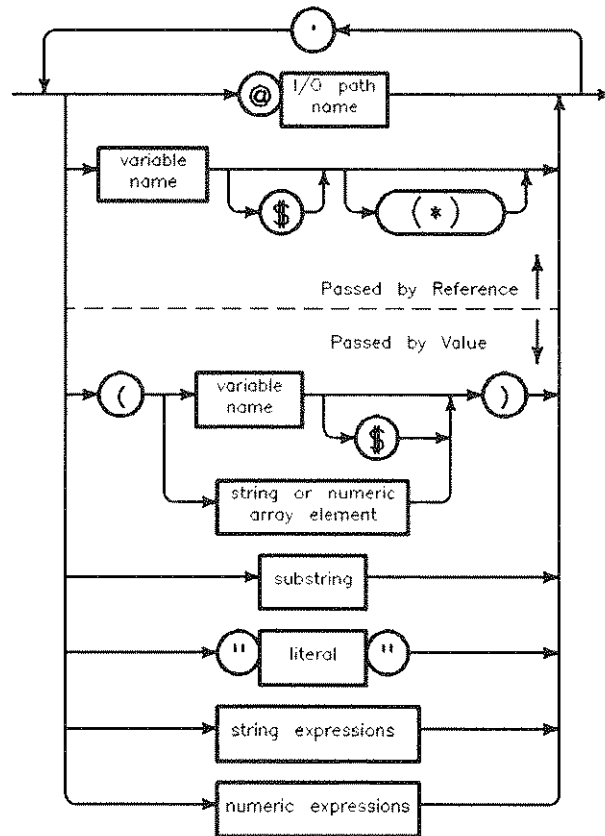 ,
@ I/O path
name
variable
name
$
(*)
Passed by Reference
Passed by Value
(
variable
name
)
$
string or numeric
array element
substring
" literal "
string expressions
numeric expressions